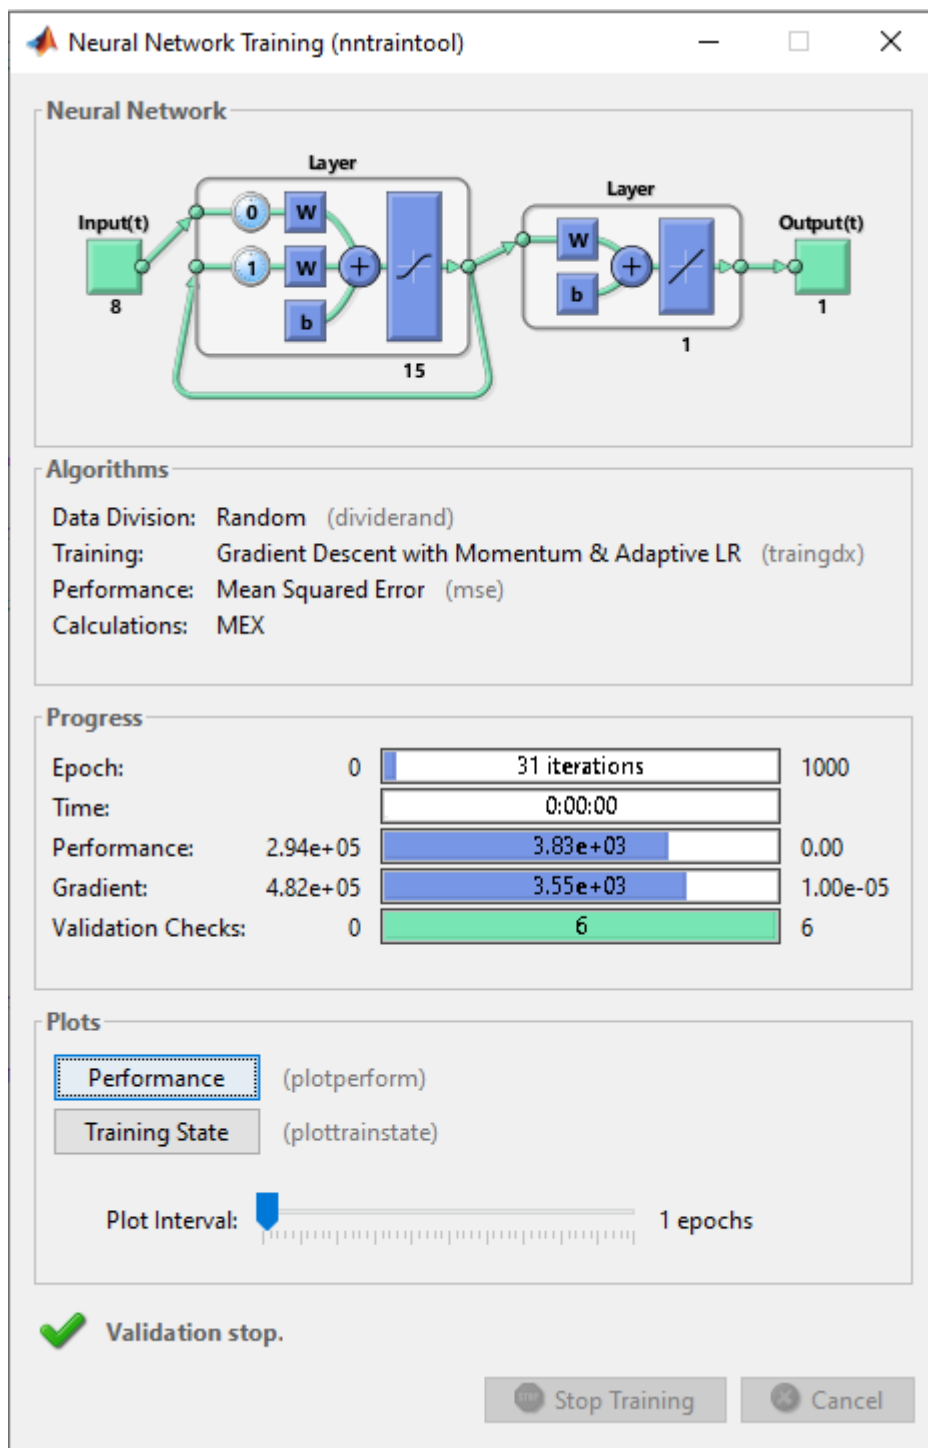 Neural Network Training (nntraintool)
Neural Network
Layer
Layer
Input(t)
Output(t)
0 W
1 W
b
W
b
8
15
1
1
Algorithms
Data Division: Random (dividerand)
Training: Gradient Descent with Momentum & Adaptive LR (traingdx)
Performance: Mean Squared Error (mse)
Calculations: MEX
Progress
Epoch: 0 31 iterations 1000
Time: 0:00:00
Performance: 2.94e+05 3.83e+03 0.00
Gradient: 4.82e+05 3.55e+03 1.00e-05
Validation Checks: 0 6 6
Plots
Performance (plotperform)
Training State (plottrainstate)
Plot Interval: 1 epochs
Validation stop.
STOP Stop Training Cancel